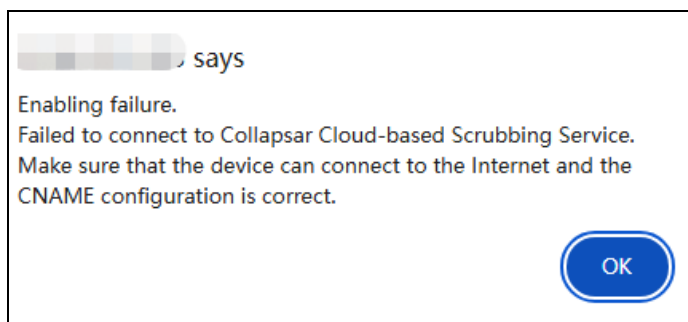 says
Enabling failure.
Failed to connect to Collapsar Cloud-based Scrubbing Service.
Make sure that the device can connect to the Internet and the
CNAME configuration is correct.
OK